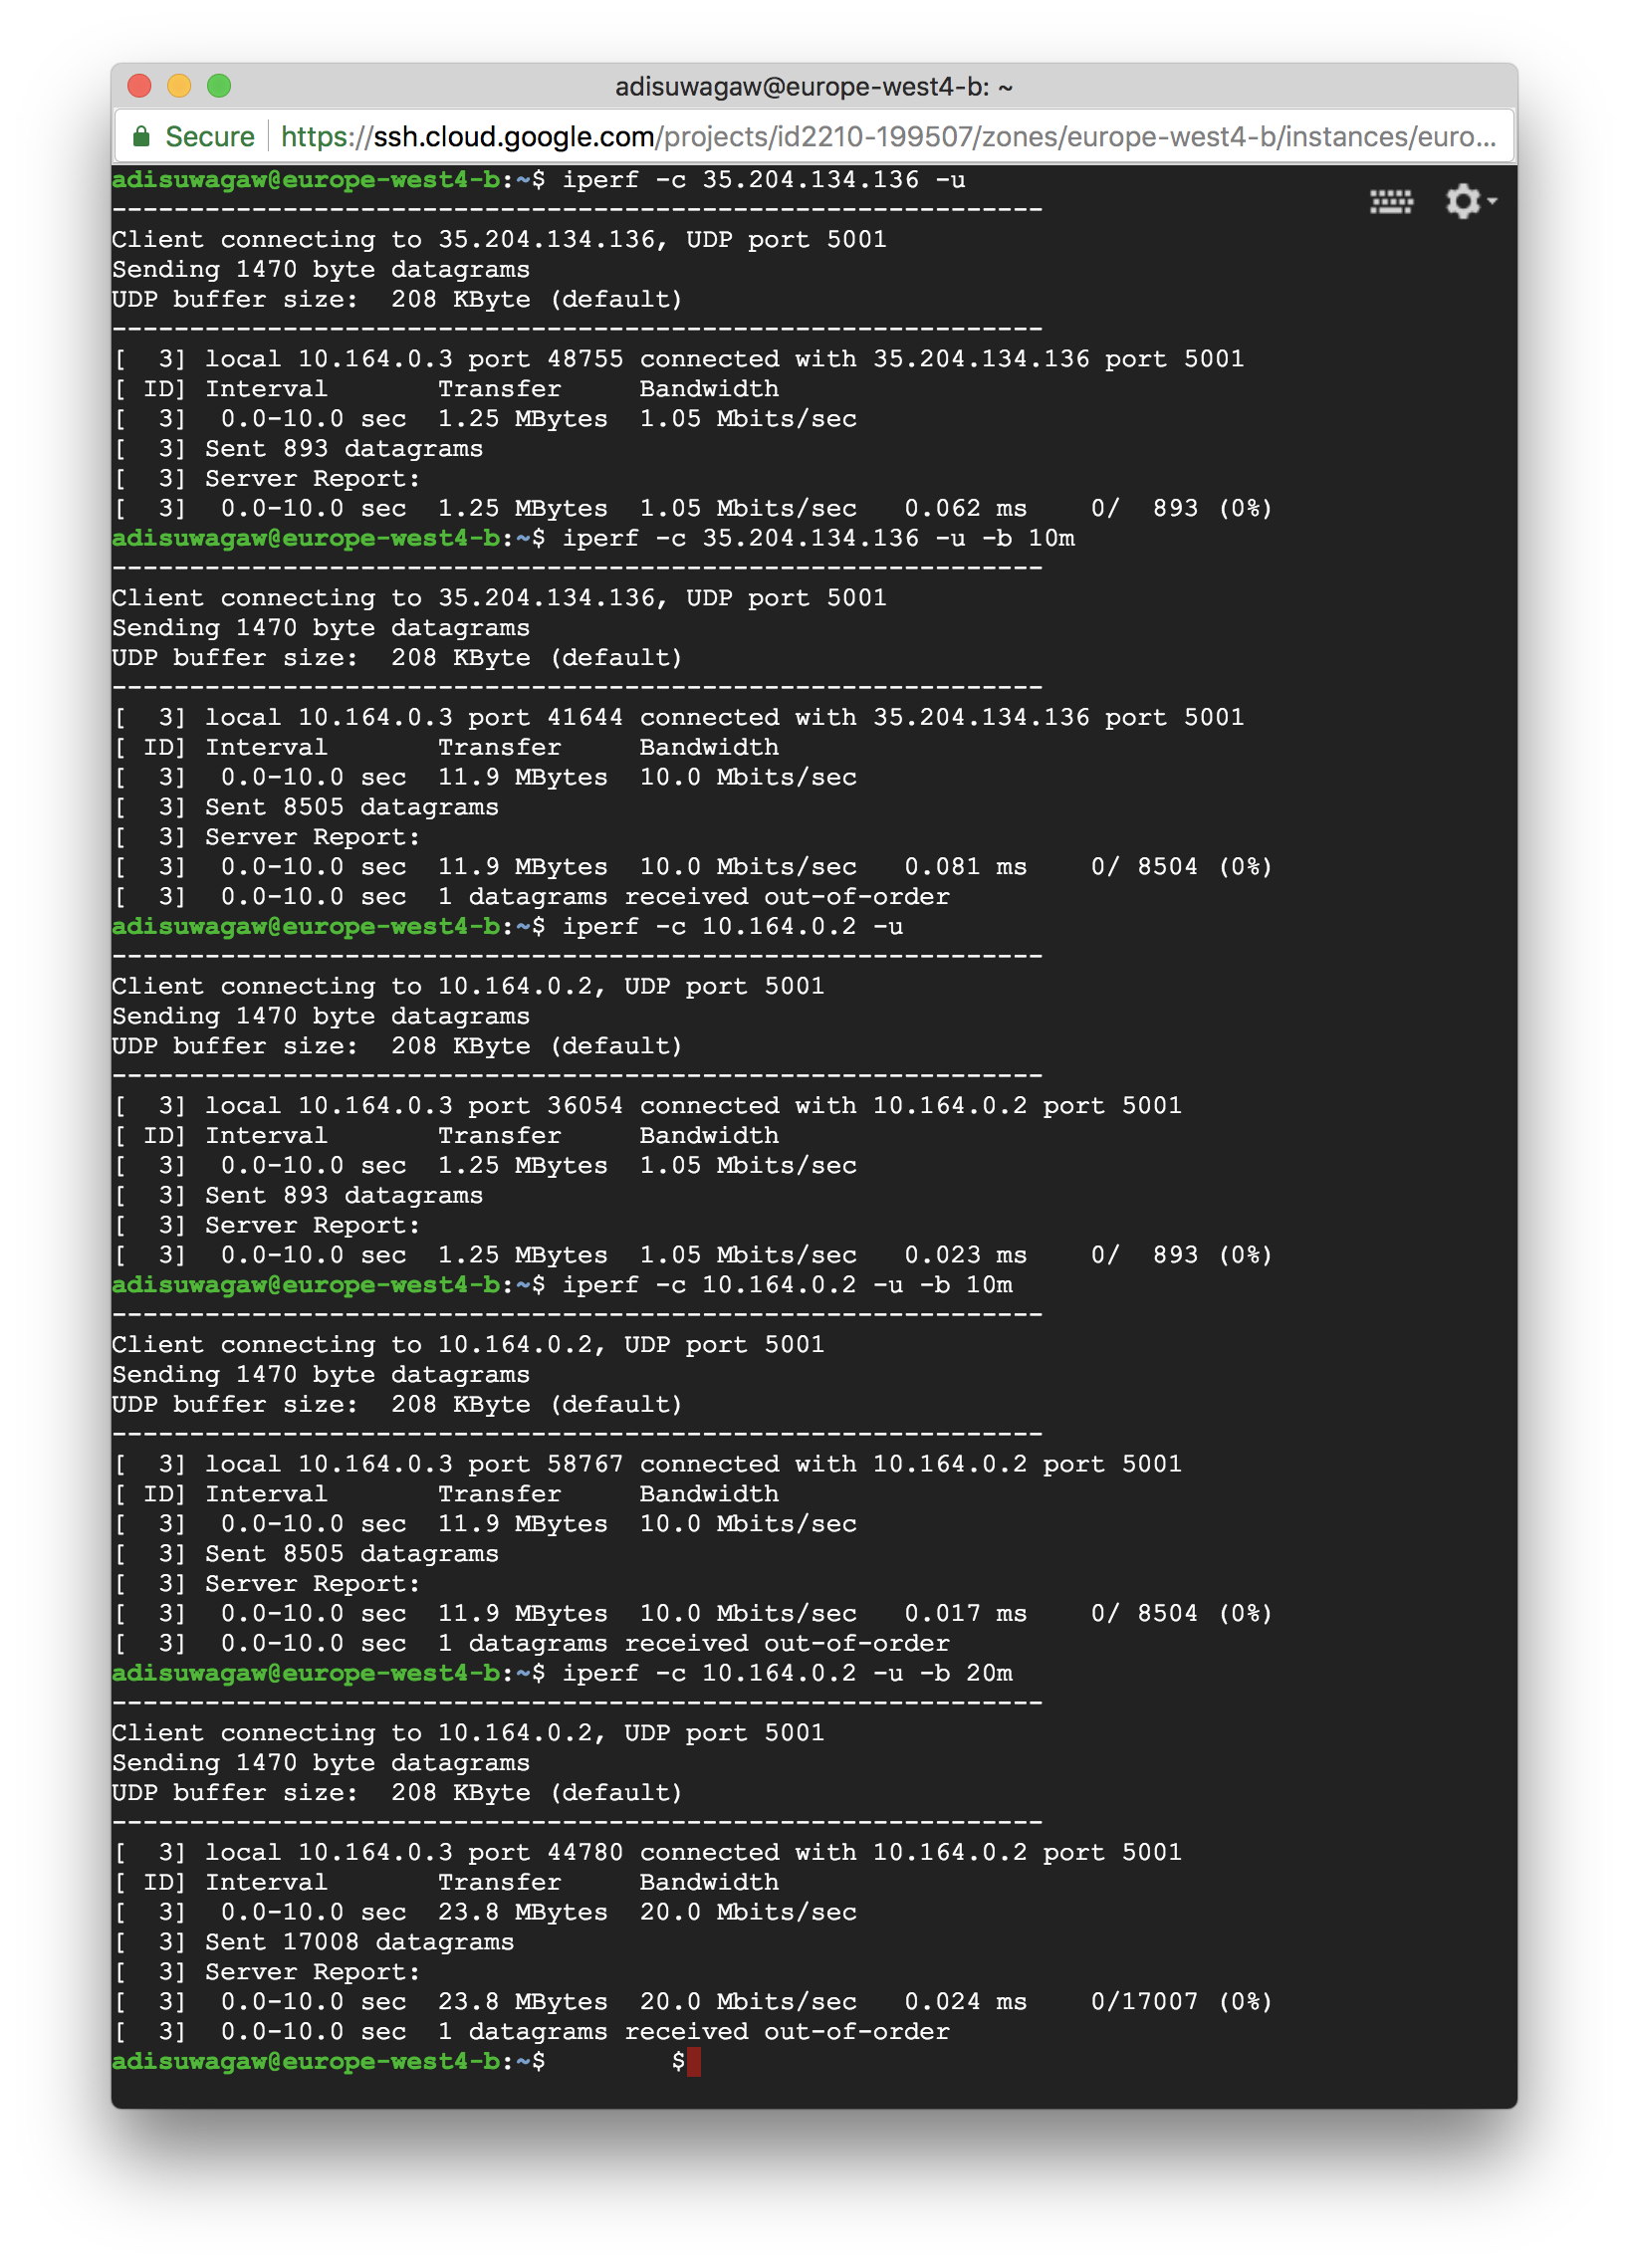 adisuwagaw@europe-west4-b: ~
Secure https://ssh.cloud.google.com/projects/id2210-199507/zones/europe-west4-b/instances/euro...
adisuwagaw@europe-west4-b:~$ iperf -c 35.204.134.136 -u
------------------------------------------------------------
Client connecting to 35.204.134.136, UDP port 5001
Sending 1470 byte datagrams
UDP buffer size:  208 KByte (default)
------------------------------------------------------------
[  3] local 10.164.0.3 port 48755 connected with 35.204.134.136 port 5001
[ ID] Interval       Transfer     Bandwidth
[  3]  0.0-10.0 sec  1.25 MBytes  1.05 Mbits/sec
[  3] Sent 893 datagrams
[  3] Server Report:
[  3]  0.0-10.0 sec  1.25 MBytes  1.05 Mbits/sec   0.062 ms    0/  893 (0%)
adisuwagaw@europe-west4-b:~$ iperf -c 35.204.134.136 -u -b 10m
------------------------------------------------------------
Client connecting to 35.204.134.136, UDP port 5001
Sending 1470 byte datagrams
UDP buffer size:  208 KByte (default)
------------------------------------------------------------
[  3] local 10.164.0.3 port 41644 connected with 35.204.134.136 port 5001
[ ID] Interval       Transfer     Bandwidth
[  3]  0.0-10.0 sec  11.9 MBytes  10.0 Mbits/sec
[  3] Sent 8505 datagrams
[  3] Server Report:
[  3]  0.0-10.0 sec  11.9 MBytes  10.0 Mbits/sec   0.081 ms    0/ 8504 (0%)
[  3]  0.0-10.0 sec  1 datagrams received out-of-order
adisuwagaw@europe-west4-b:~$ iperf -c 10.164.0.2 -u
------------------------------------------------------------
Client connecting to 10.164.0.2, UDP port 5001
Sending 1470 byte datagrams
UDP buffer size:  208 KByte (default)
------------------------------------------------------------
[  3] local 10.164.0.3 port 36054 connected with 10.164.0.2 port 5001
[ ID] Interval       Transfer     Bandwidth
[  3]  0.0-10.0 sec  1.25 MBytes  1.05 Mbits/sec
[  3] Sent 893 datagrams
[  3] Server Report:
[  3]  0.0-10.0 sec  1.25 MBytes  1.05 Mbits/sec   0.023 ms    0/  893 (0%)
adisuwagaw@europe-west4-b:~$ iperf -c 10.164.0.2 -u -b 10m
------------------------------------------------------------
Client connecting to 10.164.0.2, UDP port 5001
Sending 1470 byte datagrams
UDP buffer size:  208 KByte (default)
------------------------------------------------------------
[  3] local 10.164.0.3 port 58767 connected with 10.164.0.2 port 5001
[ ID] Interval       Transfer     Bandwidth
[  3]  0.0-10.0 sec  11.9 MBytes  10.0 Mbits/sec
[  3] Sent 8505 datagrams
[  3] Server Report:
[  3]  0.0-10.0 sec  11.9 MBytes  10.0 Mbits/sec   0.017 ms    0/ 8504 (0%)
[  3]  0.0-10.0 sec  1 datagrams received out-of-order
adisuwagaw@europe-west4-b:~$ iperf -c 10.164.0.2 -u -b 20m
------------------------------------------------------------
Client connecting to 10.164.0.2, UDP port 5001
Sending 1470 byte datagrams
UDP buffer size:  208 KByte (default)
------------------------------------------------------------
[  3] local 10.164.0.3 port 44780 connected with 10.164.0.2 port 5001
[ ID] Interval       Transfer     Bandwidth
[  3]  0.0-10.0 sec  23.8 MBytes  20.0 Mbits/sec
[  3] Sent 17008 datagrams
[  3] Server Report:
[  3]  0.0-10.0 sec  23.8 MBytes  20.0 Mbits/sec   0.024 ms    0/17007 (0%)
[  3]  0.0-10.0 sec  1 datagrams received out-of-order
adisuwagaw@europe-west4-b:~$        $